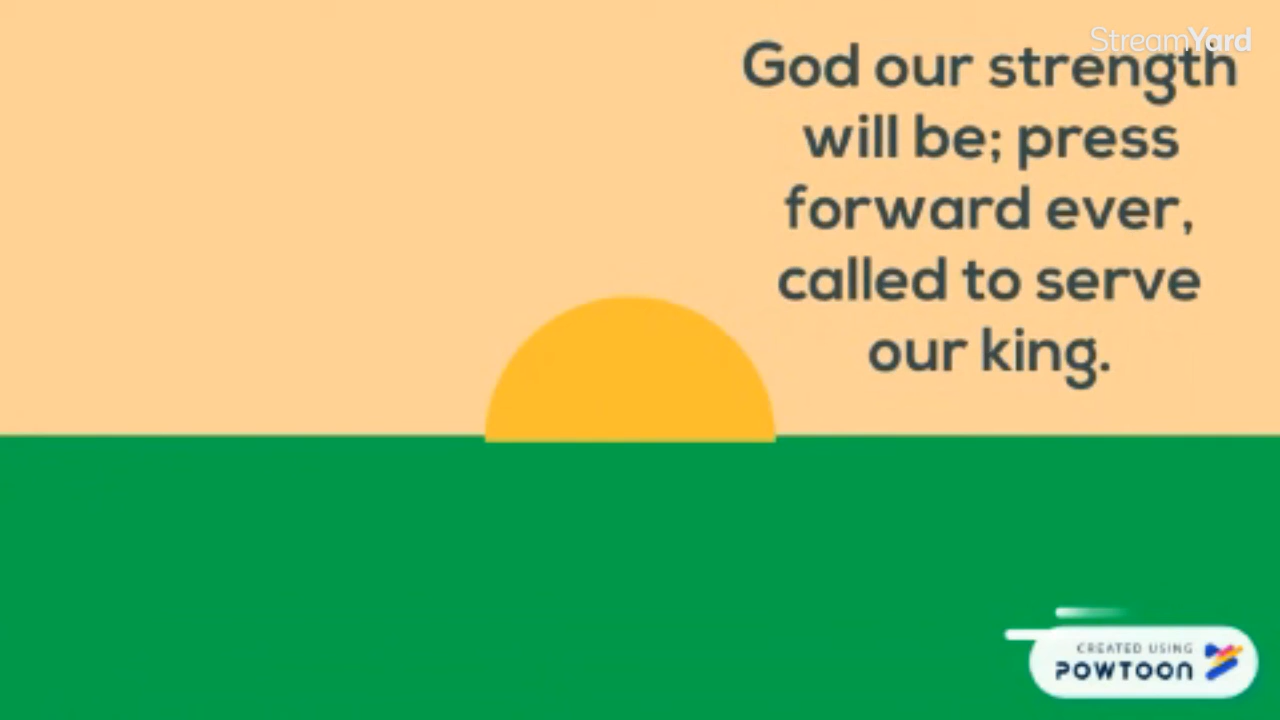 StreamYard
God our strength
will be; press
forward ever,
called to serve
our king.
CREATED USING
POWTOON